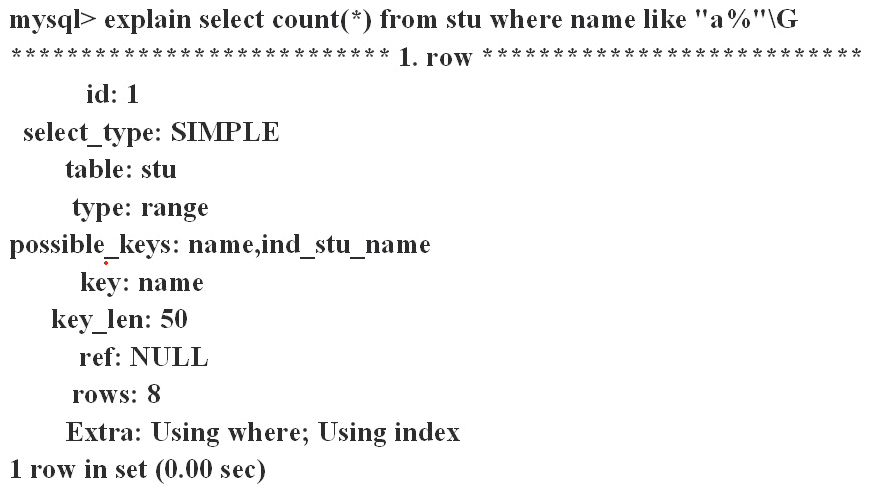 mysql> explain select count(*) from stu where name like "a%"\G
*************************** 1. row ***************************
id: 1
select_type: SIMPLE
table: stu
type: range
possible_keys: name,ind_stu_name
key: name
key_len: 50
ref: NULL
rows: 8
Extra: Using where; Using index
1 row in set (0.00 sec)